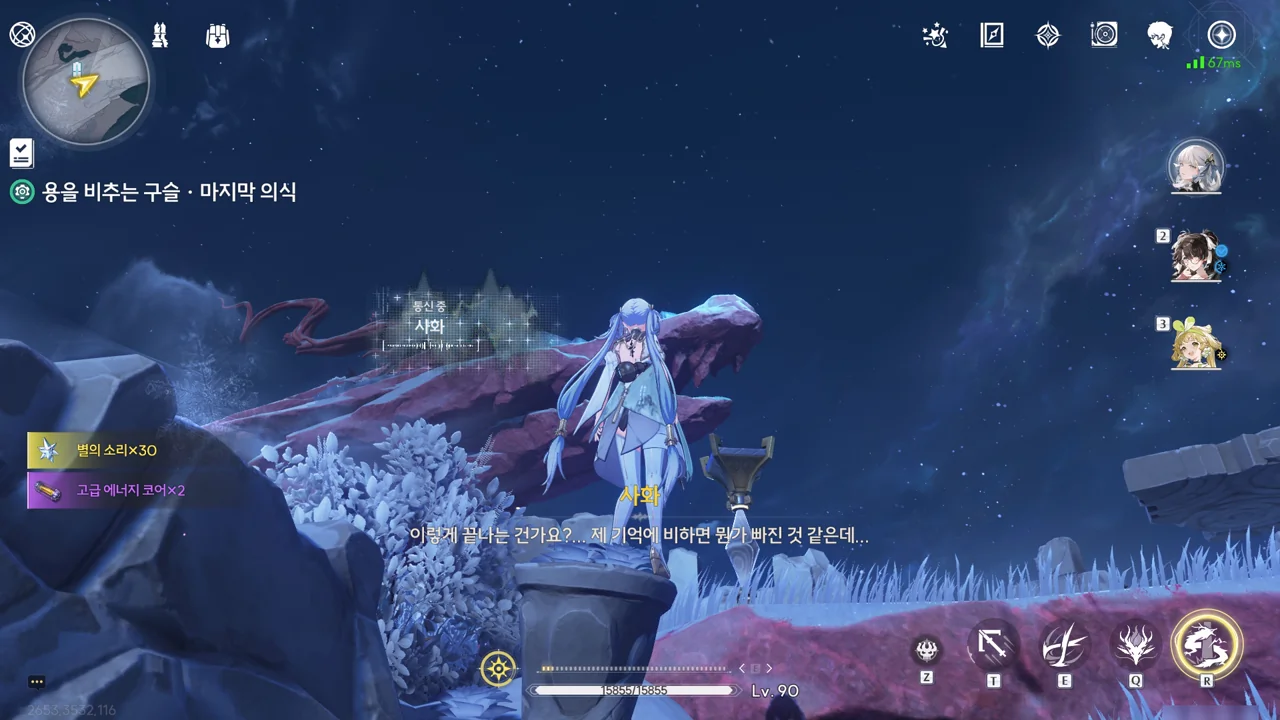 67ms
용을 비추는 구슬 · 마지막 의식
2
3
통신 중
사화
별의 소리×30
고급 에너지 코어×2
사화
이렇게 끝나는 건가요?... 제 기억에 비하면 뭔가 빠진 것 같은데...
15855/15855
Lv. 90
Z
T
E
Q
R
2653,3532,116